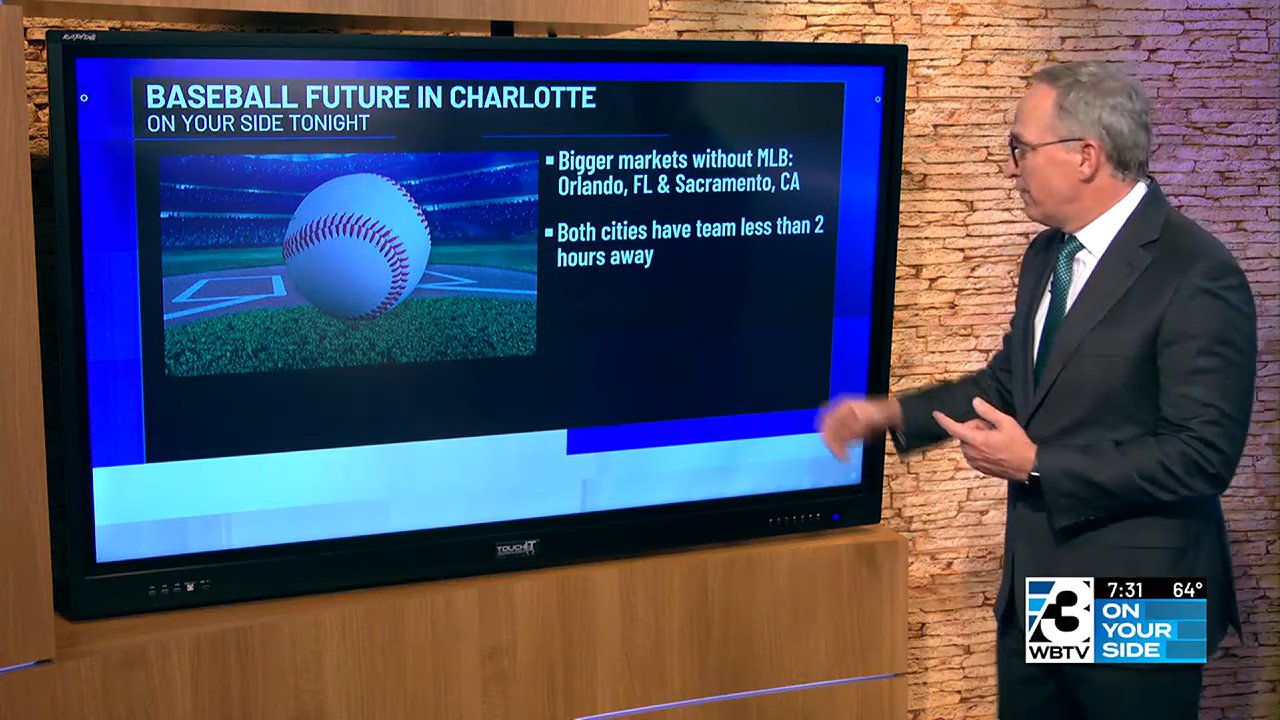 BASEBALL FUTURE IN CHARLOTTE
ON YOUR SIDE TONIGHT
▪ Bigger markets without MLB:
Orlando, FL & Sacramento, CA
▪ Both cities have team less than 2
hours away
TOUCHIT
3
WBTV
7:31 64°
ON
YOUR
SIDE